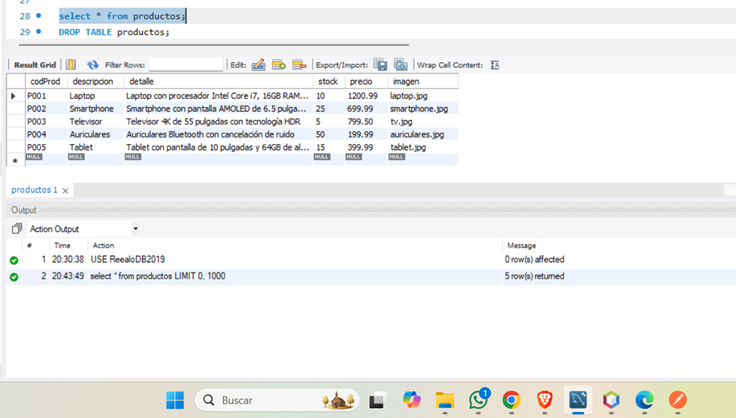 27
28 select * from productos;
29 DROP TABLE productos;
Result Grid Filter Rows: Edit: Export/Import: Wrap Cell Content:
codProd descripcion detalle stock precio imagen
P001 Laptop Laptop con procesador Intel Core i7, 16GB RAM... 10 1200.99 laptop.jpg
P002 Smartphone Smartphone con pantalla AMOLED de 6.5 pulga... 25 699.99 smartphone.jpg
P003 Televisor Televisor 4K de 55 pulgadas con tecnología HDR 5 799.50 tv.jpg
P004 Auriculares Auriculares Bluetooth con cancelación de ruido 50 199.99 auriculares.jpg
P005 Tablet Tablet con pantalla de 10 pulgadas y 64GB de al... 15 399.99 tablet.jpg
NULL NULL NULL NULL NULL NULL
productos 1
Output
Action Output
# Time Action Message
1 20:30:38 USE ReealoDB2019 0 row(s) affected
2 20:43:49 select * from productos LIMIT 0, 1000 5 row(s) returned
Buscar
1